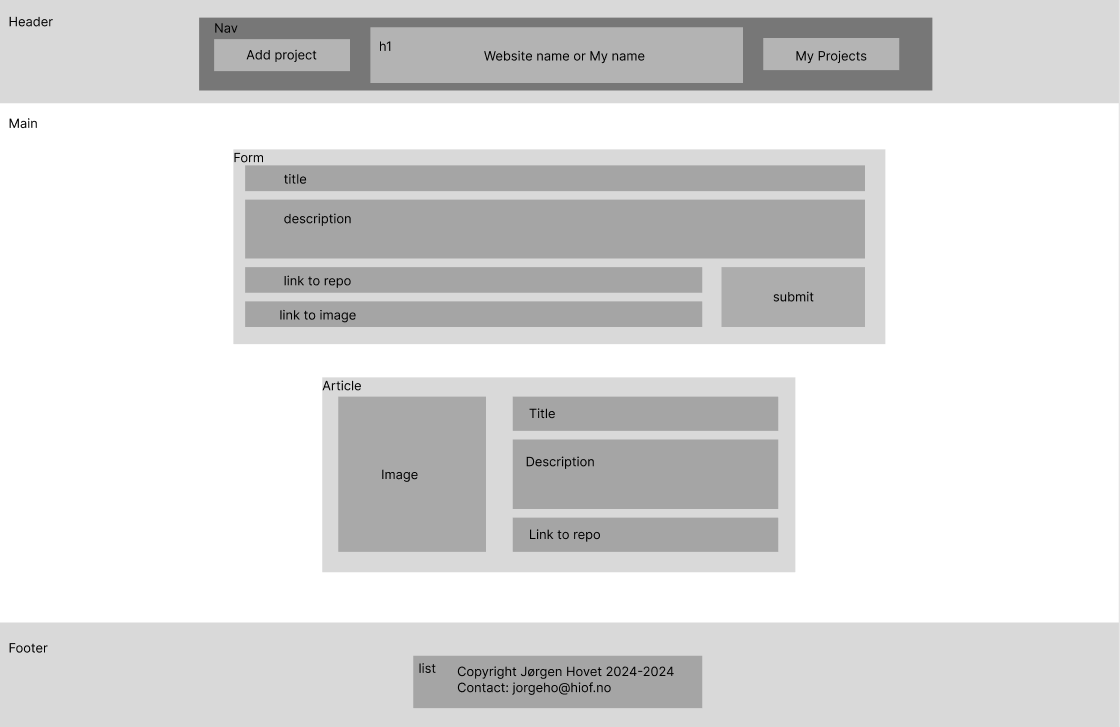 Header
Nav
Add project
h1
Website name or My name
My Projects
Main
Form
title
description
link to repo
link to image
submit
Article
Image
Title
Description
Link to repo
Footer
list
Copyright Jørgen Hovet 2024-2024
Contact: jorgeho@hiof.no